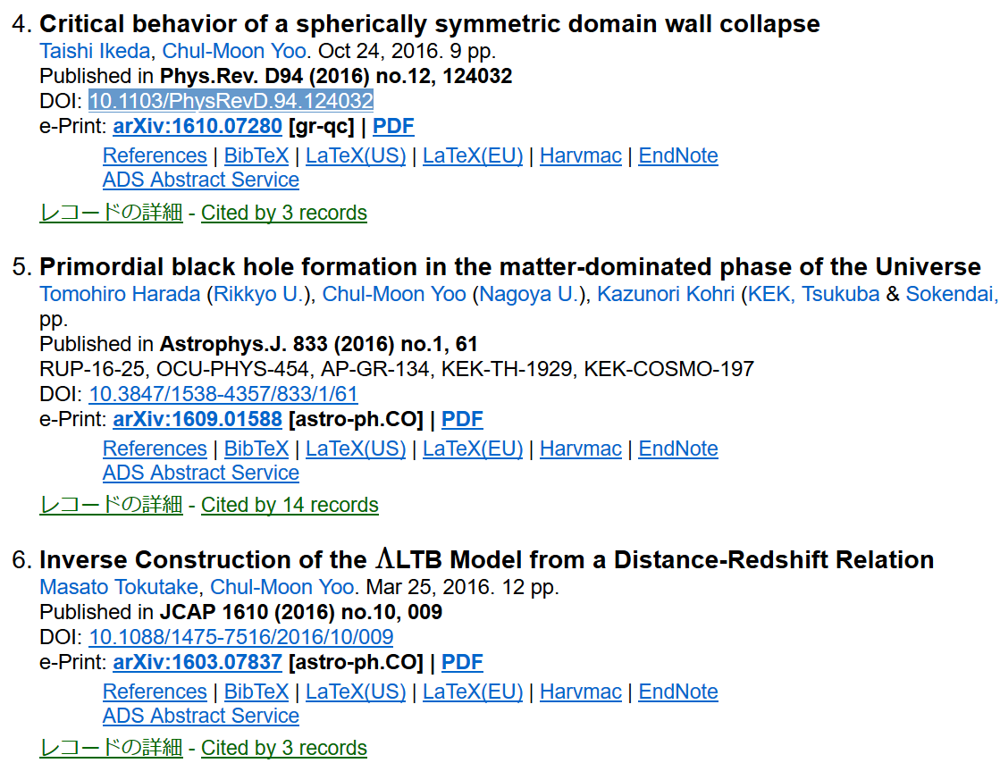 4. Critical behavior of a spherically symmetric domain wall collapse
Taishi Ikeda, Chul-Moon Yoo. Oct 24, 2016. 9 pp.
Published in Phys.Rev. D94 (2016) no.12, 124032
DOI: 10.1103/PhysRevD.94.124032
e-Print: arXiv:1610.07280 [gr-qc] | PDF
References | BibTeX | LaTeX(US) | LaTeX(EU) | Harvmac | EndNote
ADS Abstract Service
レコードの詳細 - Cited by 3 records
5. Primordial black hole formation in the matter-dominated phase of the Universe
Tomohiro Harada (Rikkyo U.), Chul-Moon Yoo (Nagoya U.), Kazunori Kohri (KEK, Tsukuba & Sokendai,
pp.
Published in Astrophys.J. 833 (2016) no.1, 61
RUP-16-25, OCU-PHYS-454, AP-GR-134, KEK-TH-1929, KEK-COSMO-197
DOI: 10.3847/1538-4357/833/1/61
e-Print: arXiv:1609.01588 [astro-ph.CO] | PDF
References | BibTeX | LaTeX(US) | LaTeX(EU) | Harvmac | EndNote
ADS Abstract Service
レコードの詳細 - Cited by 14 records
6. Inverse Construction of the ΛLTB Model from a Distance-Redshift Relation
Masato Tokutake, Chul-Moon Yoo. Mar 25, 2016. 12 pp.
Published in JCAP 1610 (2016) no.10, 009
DOI: 10.1088/1475-7516/2016/10/009
e-Print: arXiv:1603.07837 [astro-ph.CO] | PDF
References | BibTeX | LaTeX(US) | LaTeX(EU) | Harvmac | EndNote
ADS Abstract Service
レコードの詳細 - Cited by 3 records